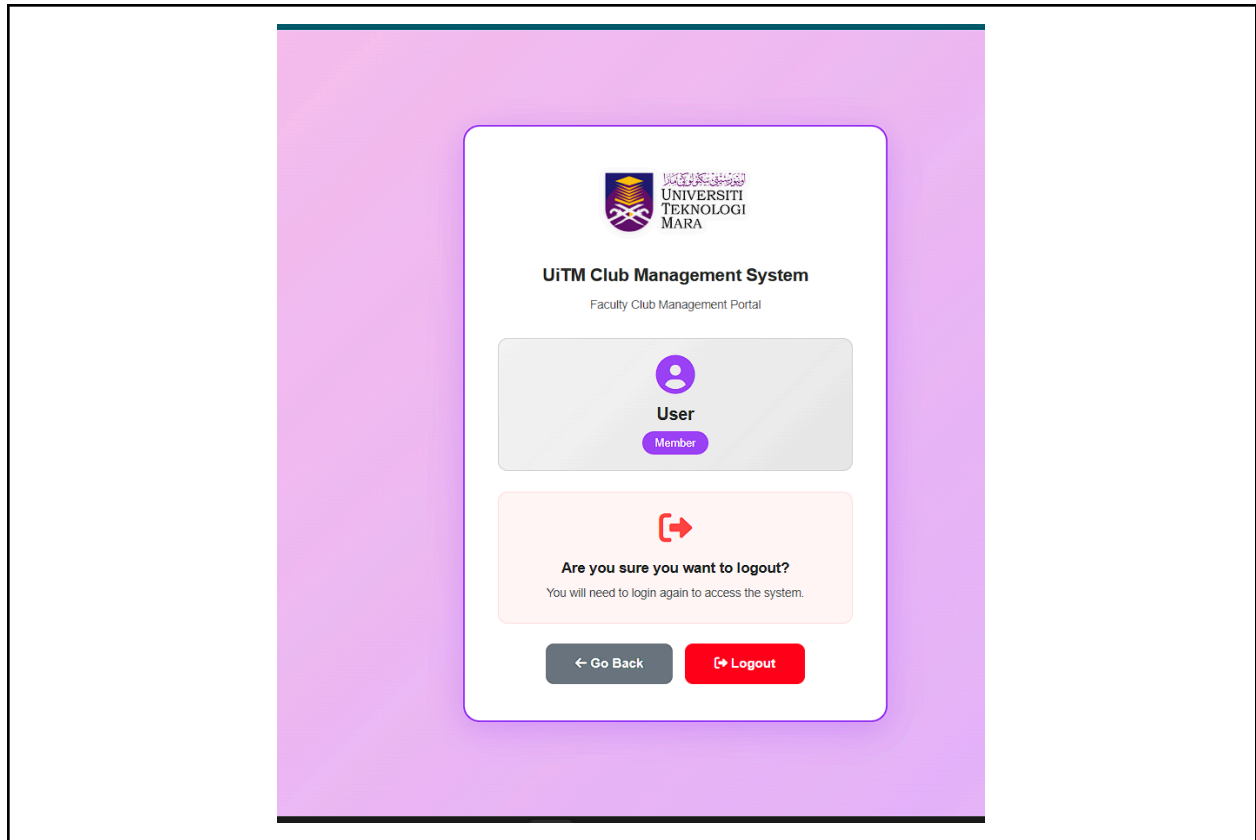 UNIVERSITI
TEKNOLOGI
MARA
UiTM Club Management System
Faculty Club Management Portal
User
Member
Are you sure you want to logout?
You will need to login again to access the system.
Go Back
Logout